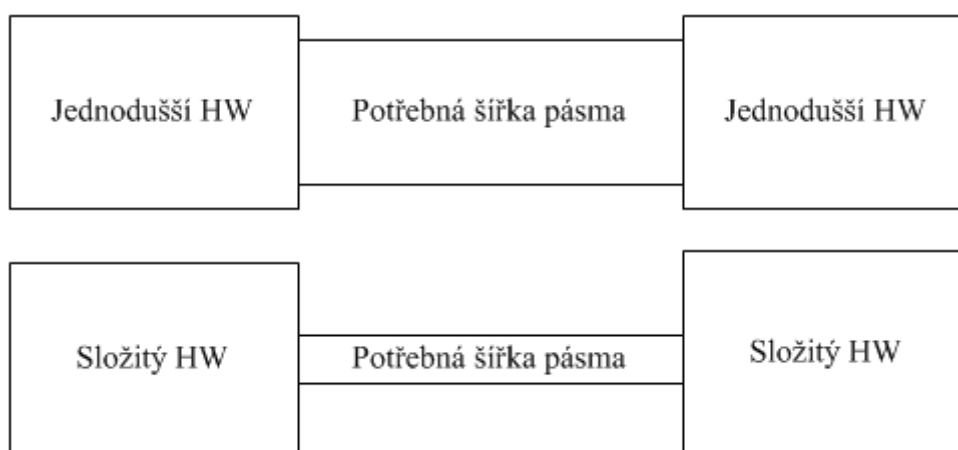 Jednodušší HW
Potřebná šířka pásma
Jednodušší HW
Složitý HW
Potřebná šířka pásma
Složitý HW